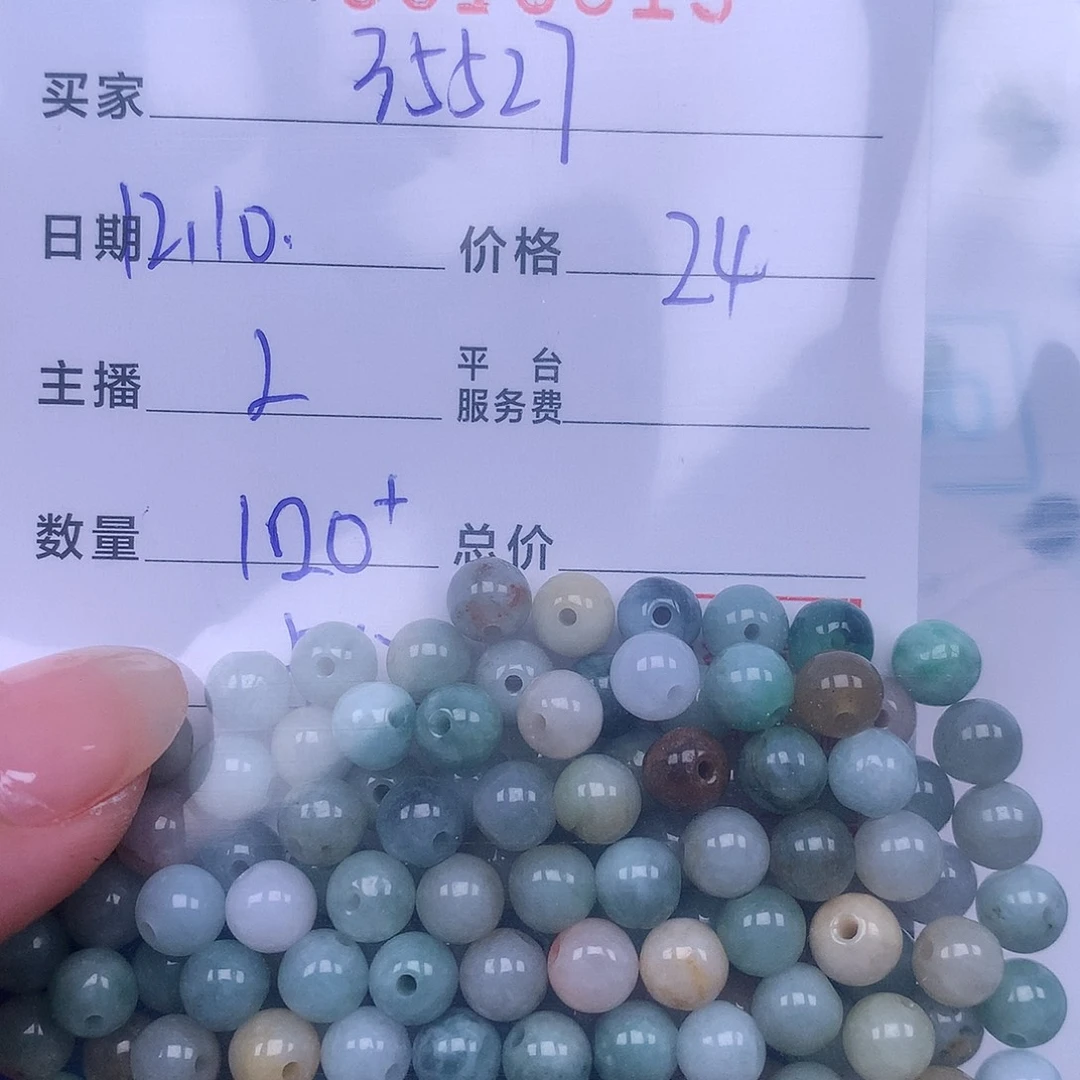 买家 35527
日期 12.10. 价格 24
主播 2 平台服务费
数量 120+ 总价